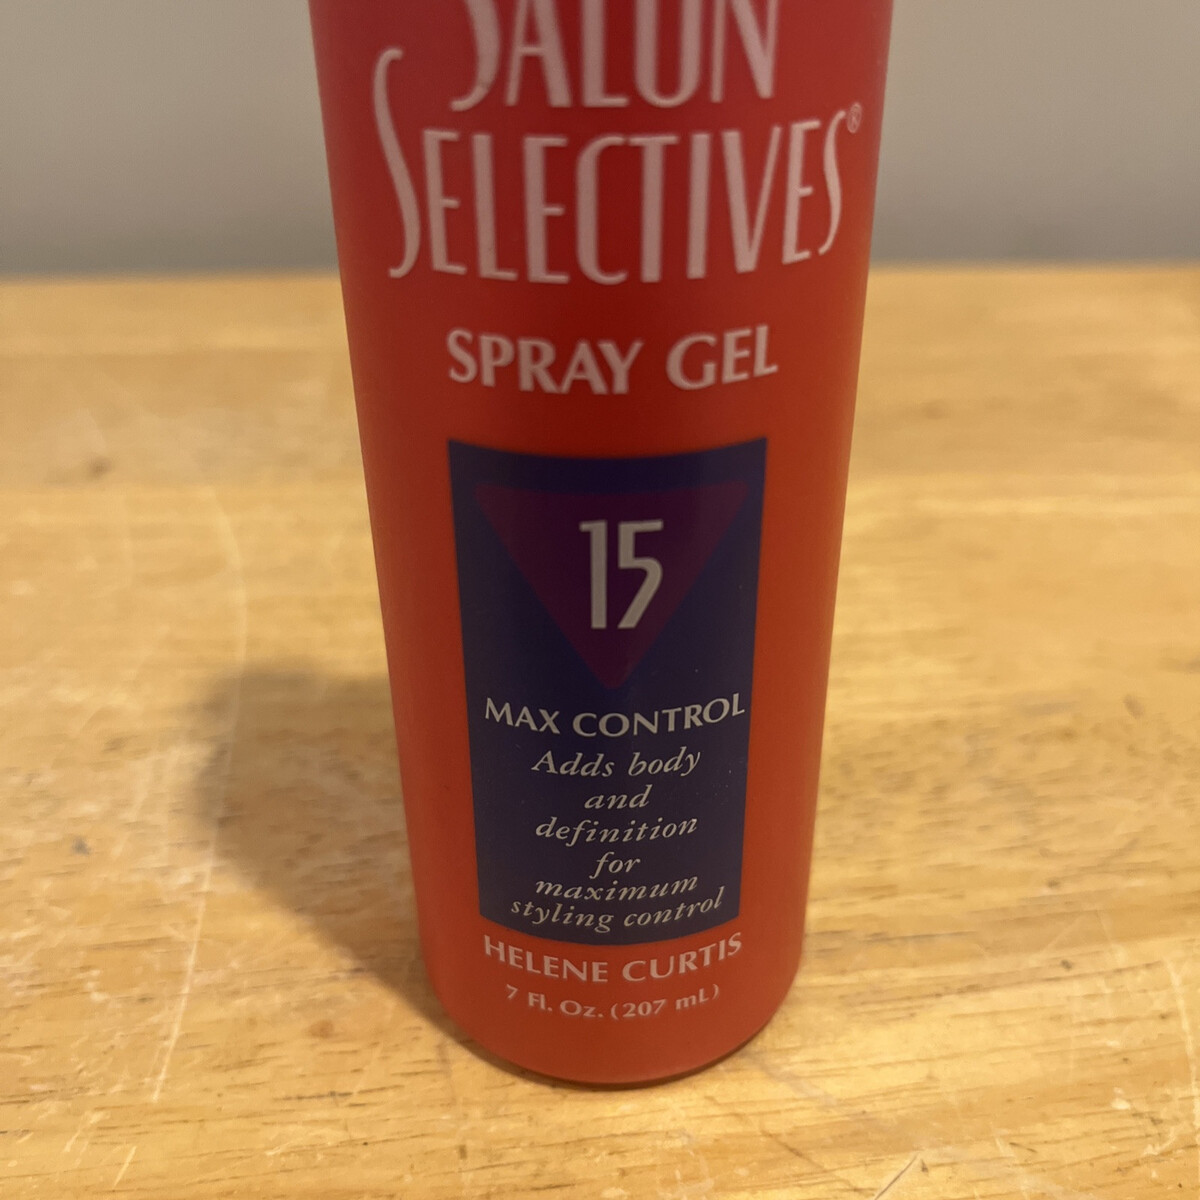 SALON
SELECTIVES®
SPRAY GEL
15
MAX CONTROL
Adds body
and
definition
for
maximum
styling control
HELENE CURTIS
7 Fl. Oz. (207 mL)